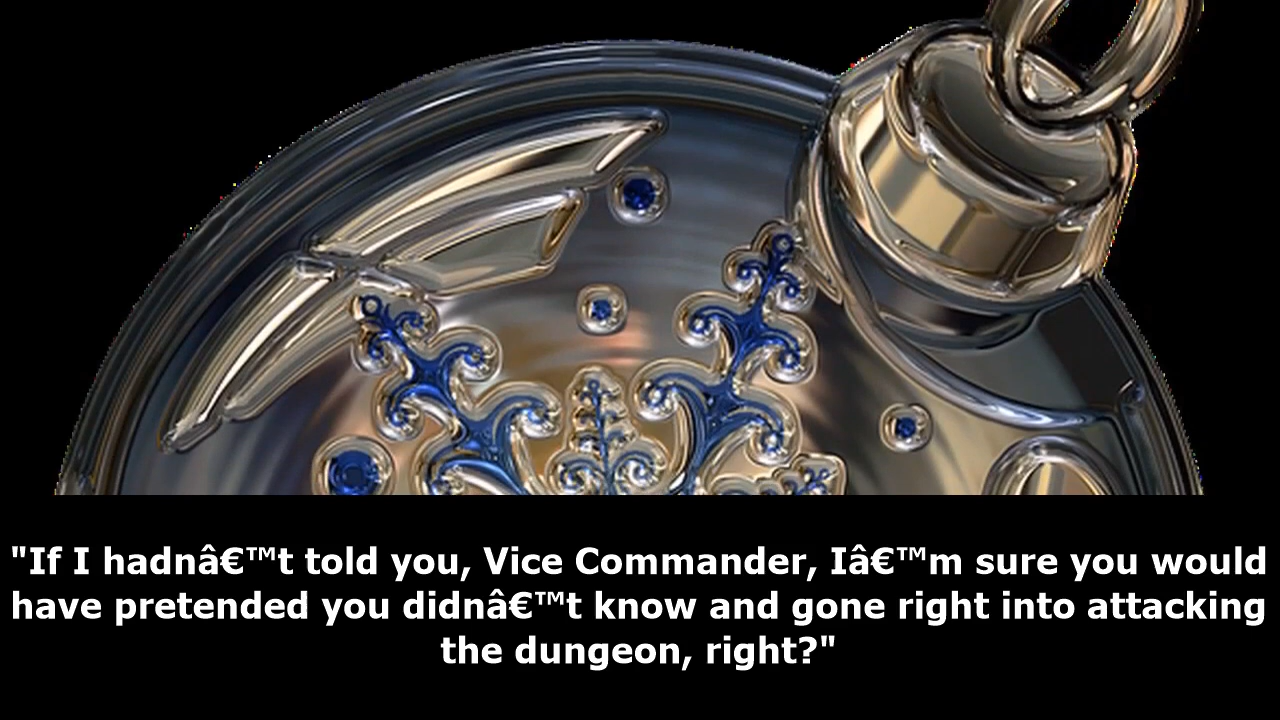 "If I hadnâ€™t told you, Vice Commander, Iâ€™m sure you would
have pretended you didnâ€™t know and gone right into attacking
the dungeon, right?"